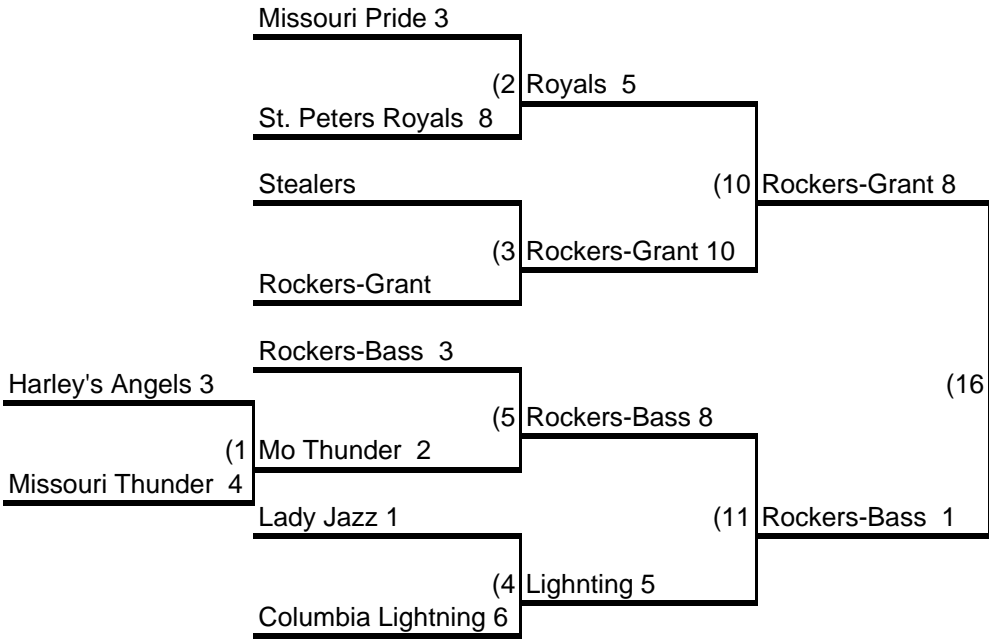 Missouri Pride 3
(2 Royals 5
St. Peters Royals 8
Stealers
(10 Rockers-Grant 8
(3 Rockers-Grant 10
Rockers-Grant
Rockers-Bass 3
Harley's Angels 3
(16
(5 Rockers-Bass 8
(1 Mo Thunder 2
Missouri Thunder 4
Lady Jazz 1
(11 Rockers-Bass 1
(4 Lighnting 5
Columbia Lightning 6